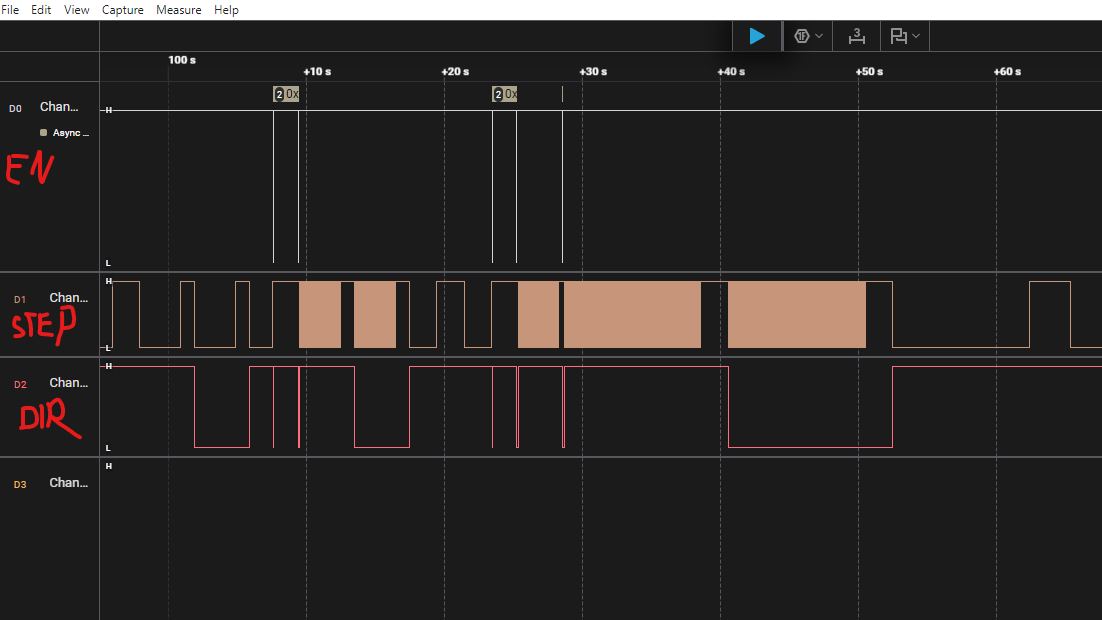 File Edit View Capture Measure Help
3
100 s
+10 s +20 s +30 s +40 s +50 s +60 s
2 0x 2 0x
D0 Chan... H
Async ...
EN
L
H
D1 Chan...
STEP
L
H
D2 Chan...
DIR
L
H
D3 Chan...